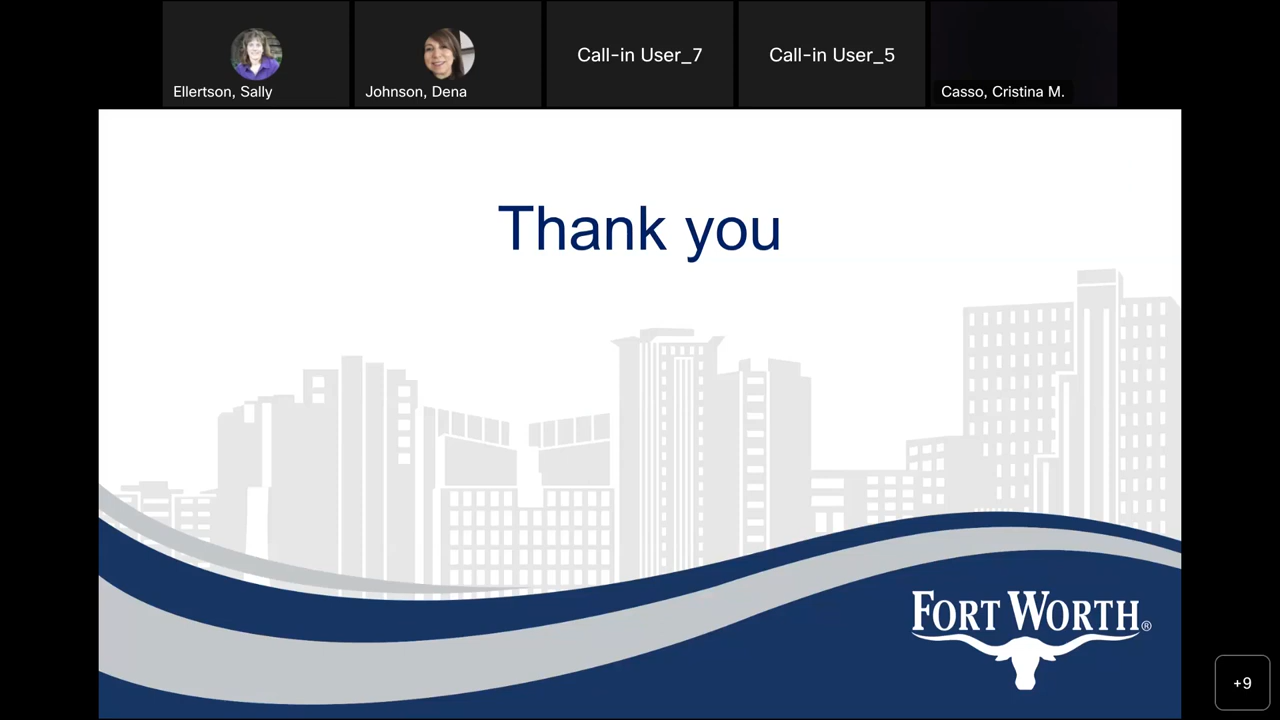 Call-in User_7
Call-in User_5
Ellertson, Sally
Johnson, Dena
Casso, Cristina M.
Thank you
FORT WORTH®
+9